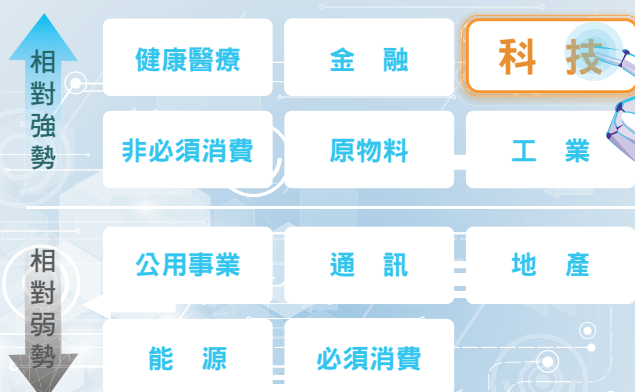 相對強勢
健康醫療
金 融
科 技
非必須消費
原物料
工 業
相對弱勢
公用事業
通 訊
地 產
能 源
必須消費